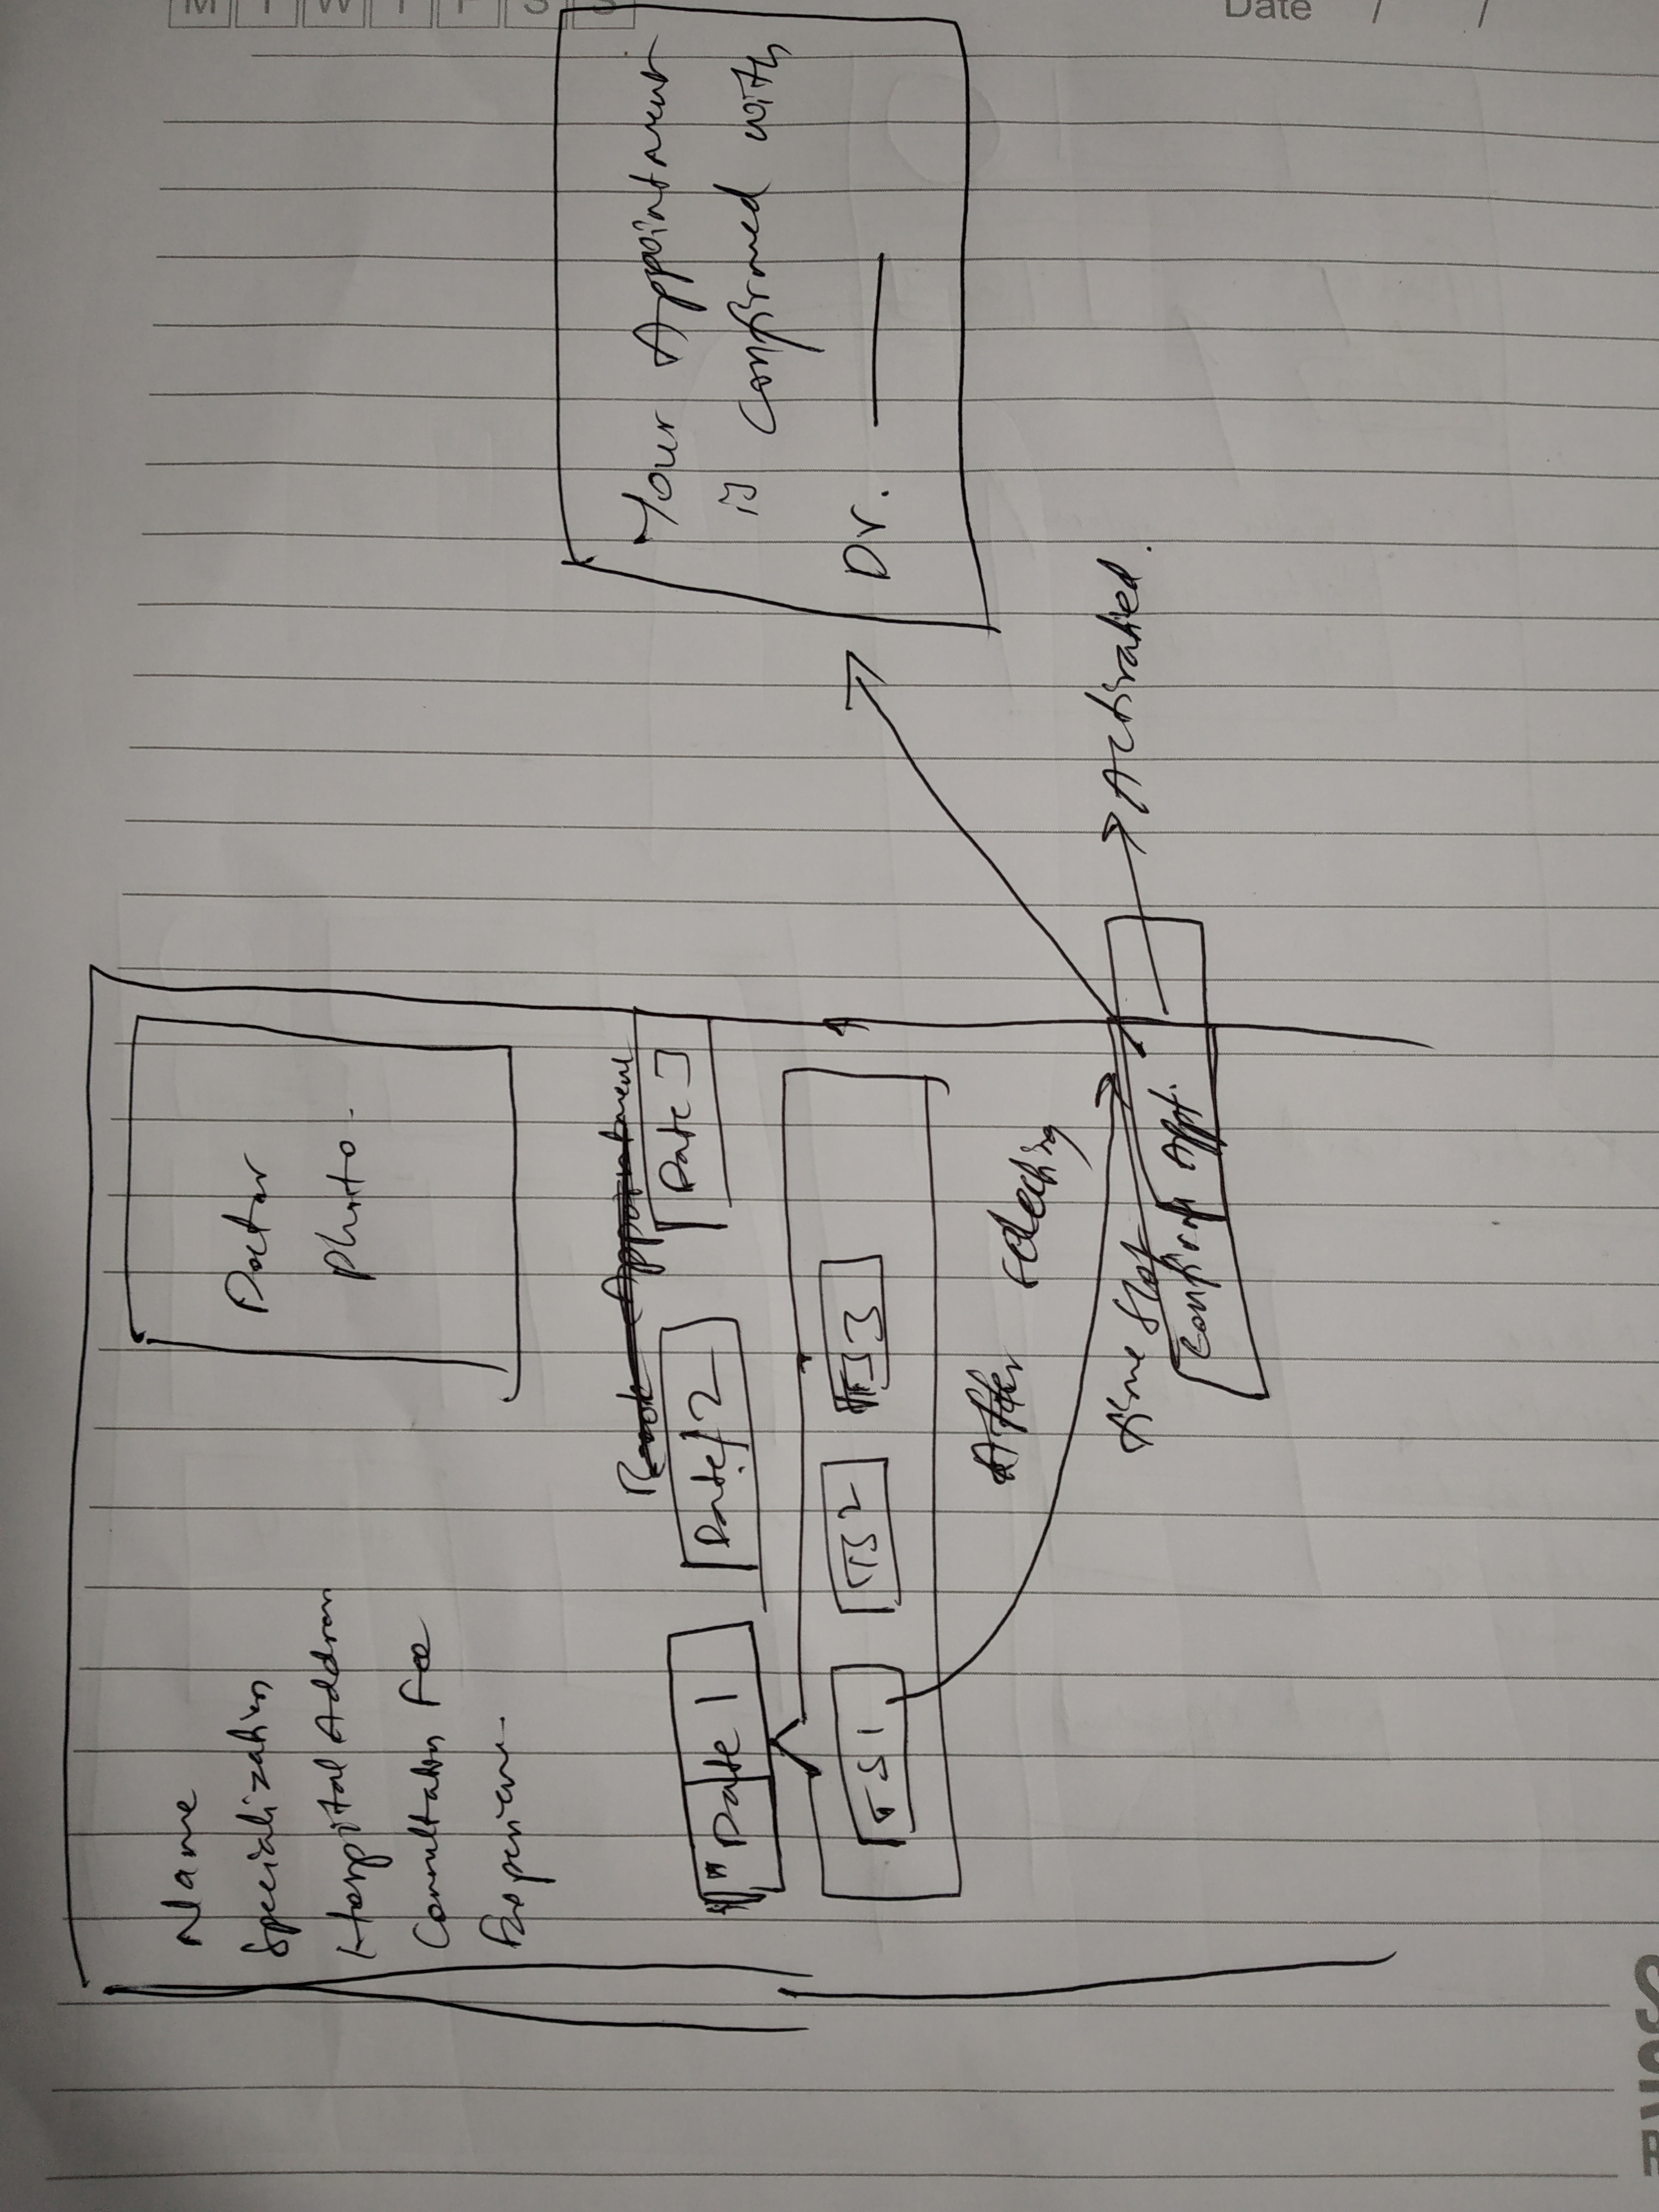 M T W T F S S
Date / /
Name
Specialization
Hospital Address
Consultation Fee
Experience
Doctor
Photo.
Book Appointment
Date 1
Date 2
Date 3
TS 1
TS 2
TS 3
After selecting
time slot
Confirm Appt.
Activated.
Your Appointment
is confirmed with
Dr. ____